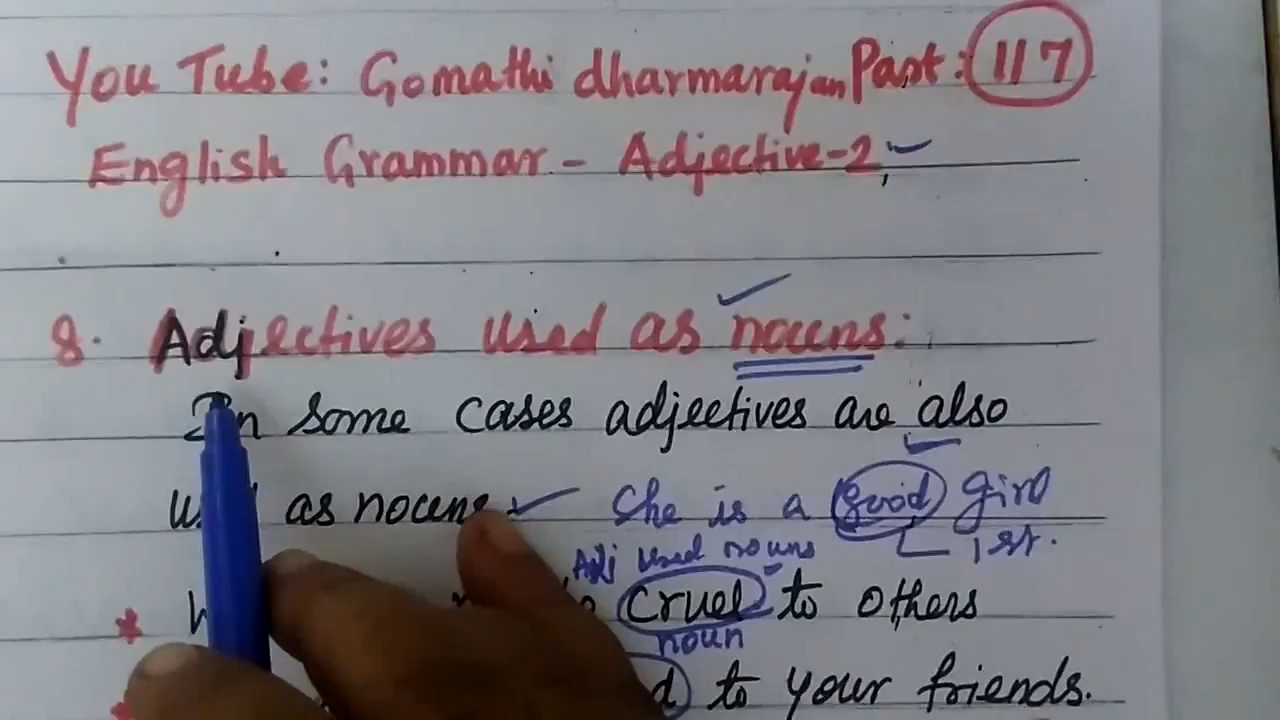 You Tube: Gomathi dharmarajan Part: 117
English Grammar - Adjective-2
8. Adjectives used as nouns:
In some cases adjectives are also
as nouns. She is a good girl
1st.
Adj used nouns
cruel to others
noun
to your friends.